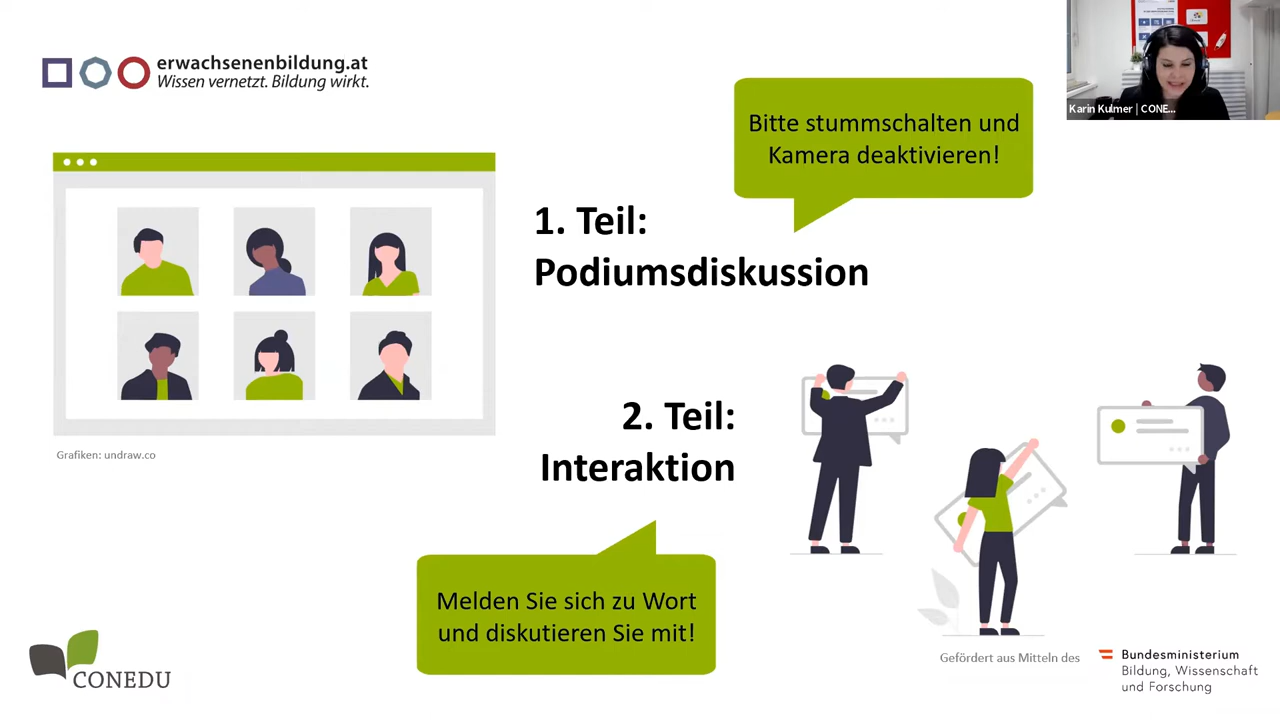 erwachsenenbildung.at
Wissen vernetzt. Bildung wirkt.
Bitte stummschalten und
Kamera deaktivieren!
Karin Kulmer | CONE...
1. Teil:
Podiumsdiskussion
2. Teil:
Interaktion
Grafiken: undraw.co
Melden Sie sich zu Wort
und diskutieren Sie mit!
CONEDU
Gefördert aus Mitteln des
Bundesministerium
Bildung, Wissenschaft
und Forschung